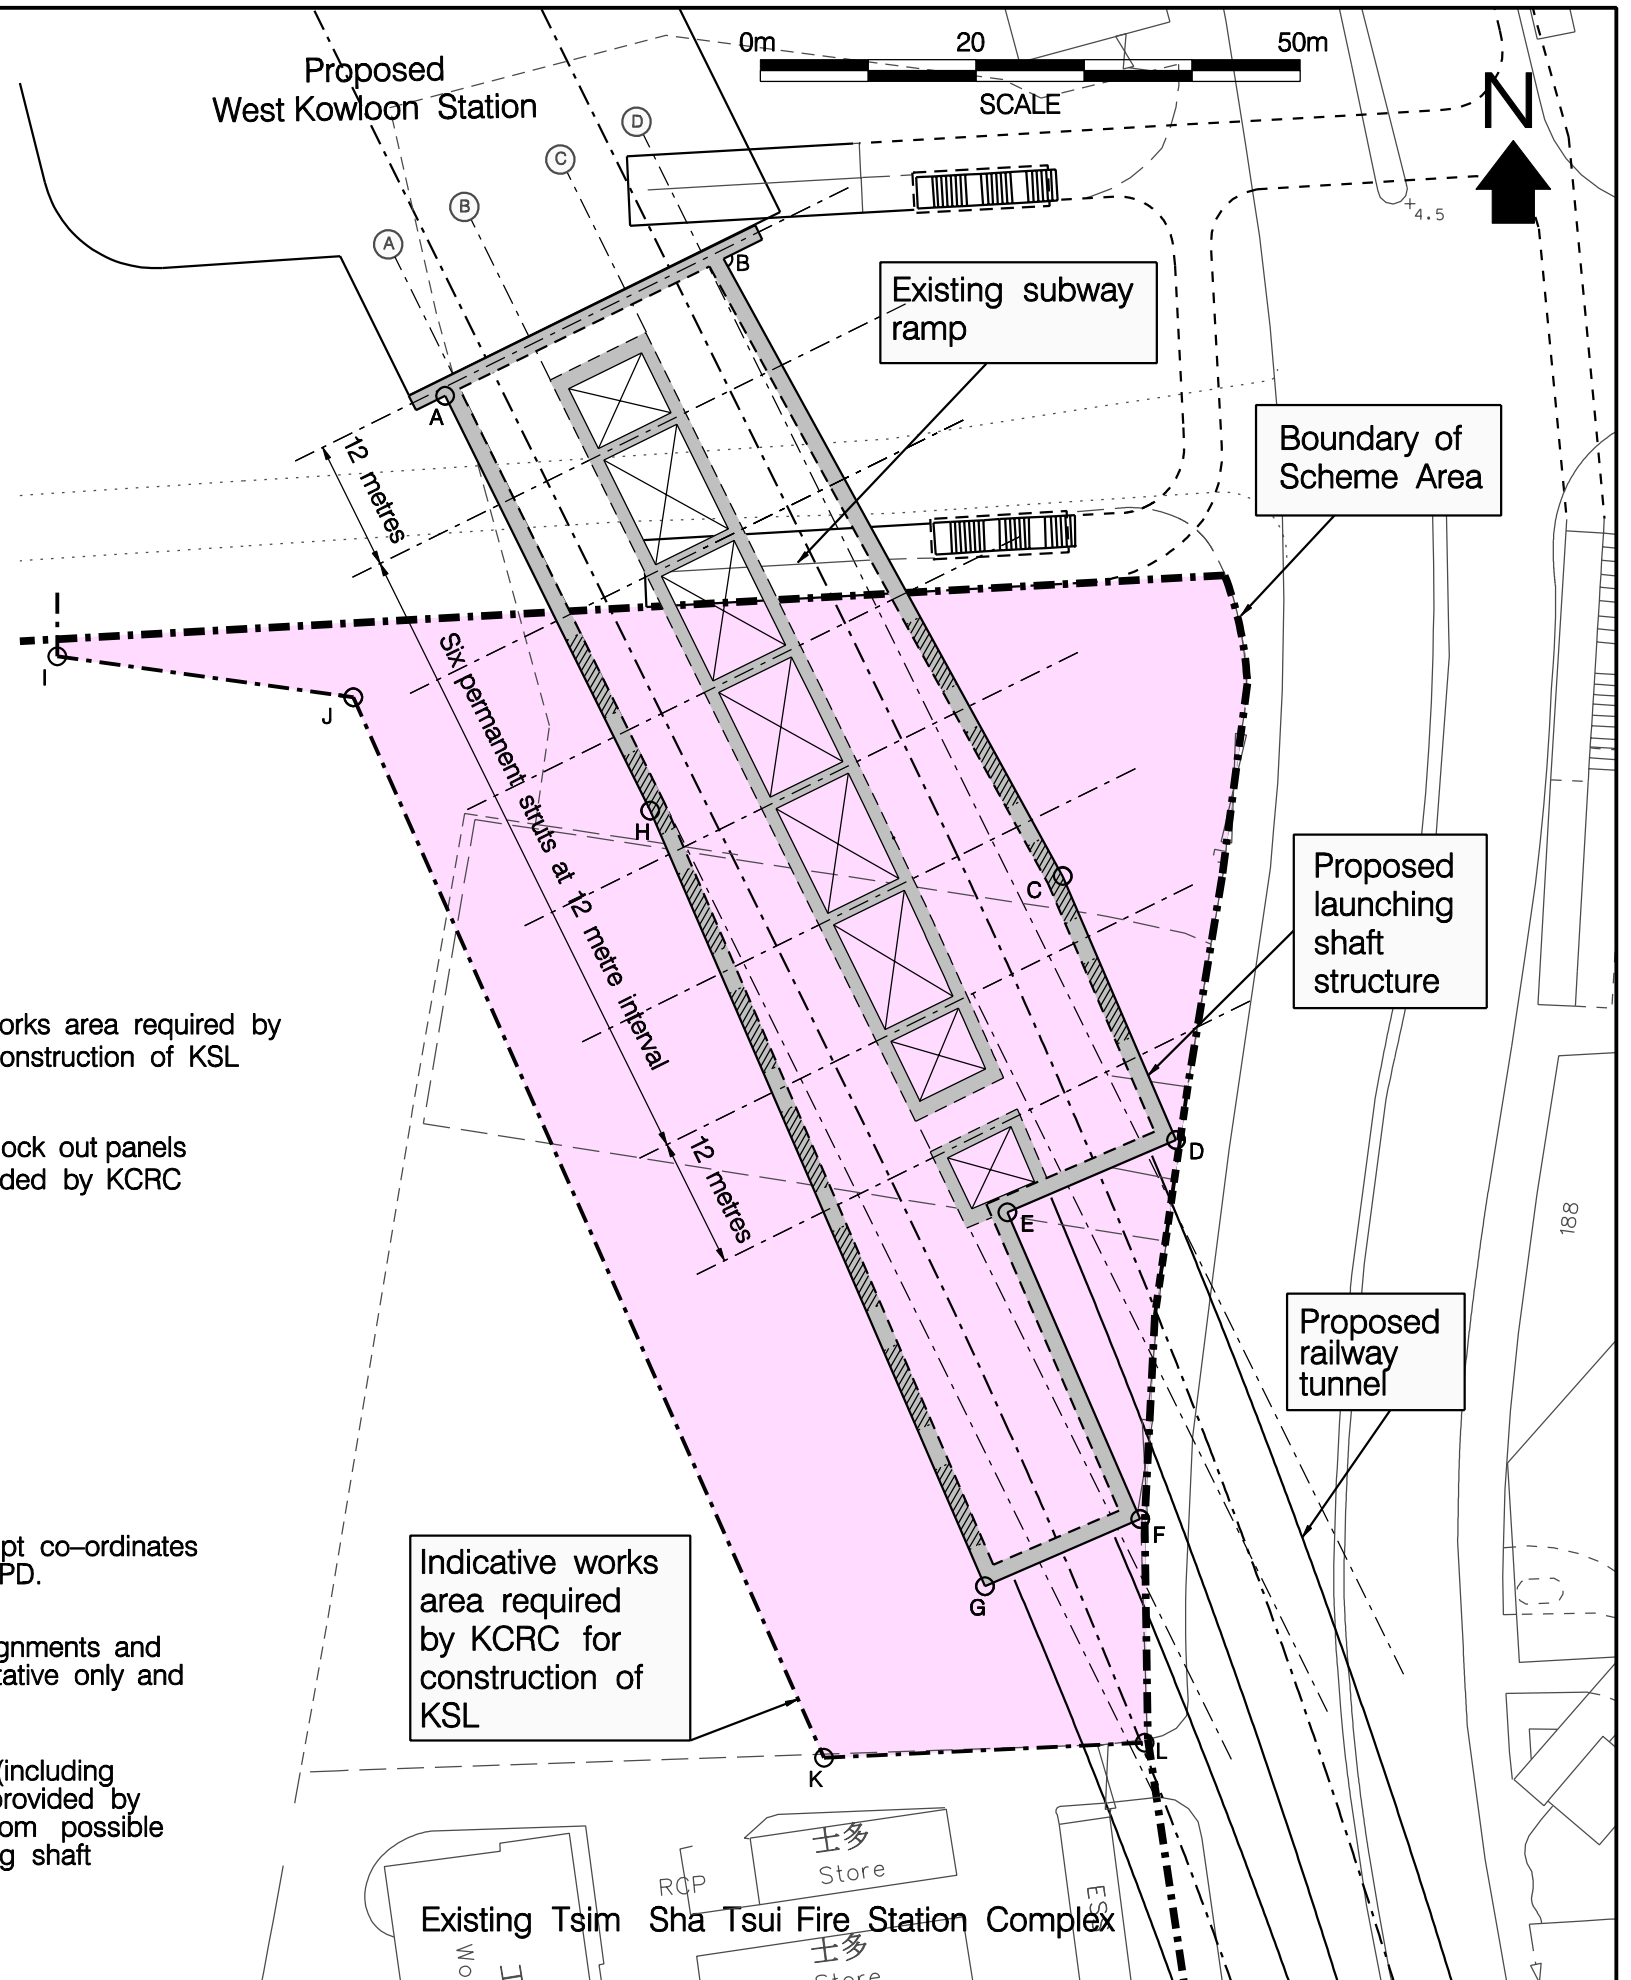 Proposed
West Kowloon Station
0m 20 50m
SCALE
N
A
B
C
D
+4.5
B
Existing subway
ramp
A
12 metres
Boundary of
Scheme Area
I
J
Six permanent struts at 12 metre interval
H
C
Proposed
launching
shaft
structure
orks area required by
onstruction of KSL
ock out panels
ded by KCRC
12 metres
D
E
188
Proposed
railway
tunnel
pt co-ordinates
PD.
F
Indicative works
area required
by KCRC for
construction of
KSL
G
gnments and
tative only and
L
K
(including
provided by
om possible
g shaft
士多
Store
RCP
ESS
Existing Tsim Sha Tsui Fire Station Complex
士多
Store
Wo